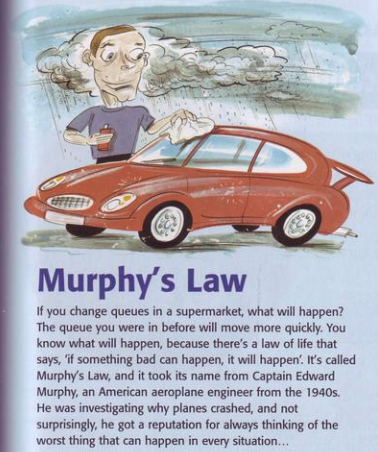 Murphy's Law
If you change queues in a supermarket, what will happen?
The queue you were in before will move more quickly. You
know what will happen, because there's a law of life that
says, 'if something bad can happen, it will happen'. It's called
Murphy's Law, and it took its name from Captain Edward
Murphy, an American aeroplane engineer from the 1940s.
He was investigating why planes crashed, and not
surprisingly, he got a reputation for always thinking of the
worst thing that can happen in every situation…